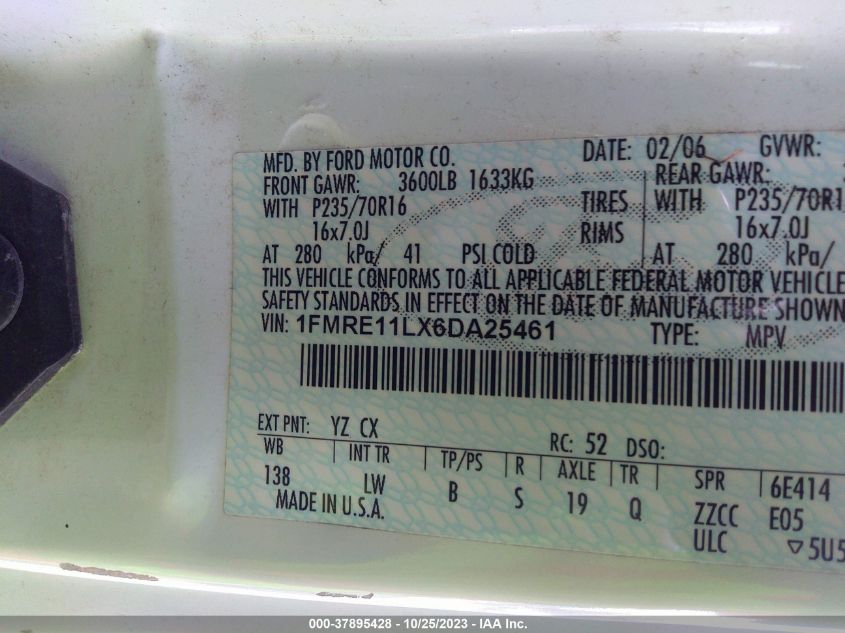 MFD. BY FORD MOTOR CO. DATE: 02/06 GVWR:
FRONT GAWR: 3600LB 1633KG REAR GAWR:
WITH P235/70R16 TIRES WITH P235/70R16
16x7.0J RIMS 16x7.0J
AT 280 kPa/ 41 PSI COLD AT 280 kPa/
THIS VEHICLE CONFORMS TO ALL APPLICABLE FEDERAL MOTOR VEHICLE
SAFETY STANDARDS IN EFFECT ON THE DATE OF MANUFACTURE SHOWN
VIN: 1FMRE11LX6DA25461 TYPE: MPV
EXT PNT: YZ CX RC: 52 DSO:
WB INT TR TP/PS R AXLE TR SPR 6E414
138 LW B S 19 Q ZZCC E05
MADE IN U.S.A. ULC ▽5U5
000-37895428 - 10/25/2023 - IAA Inc.